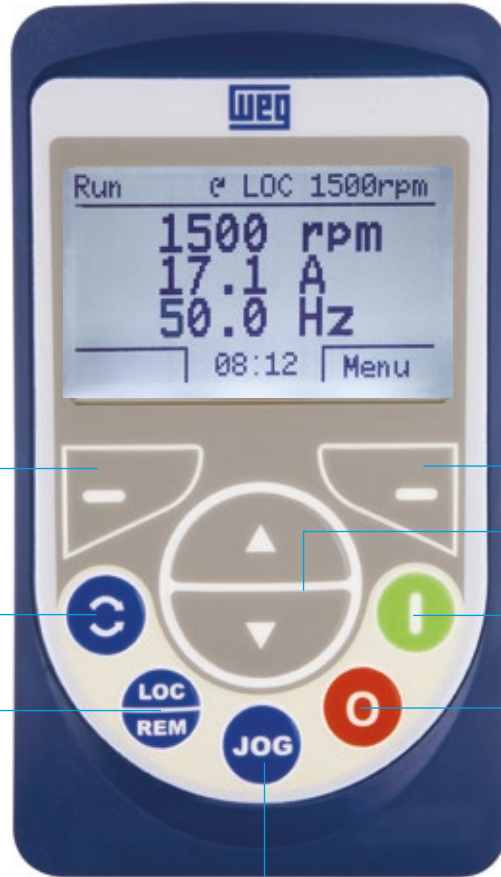 weg
Run LOC 1500rpm
1500 rpm
17.1 A
50.0 Hz
08:12 Menu
LOC
REM
JOG
O